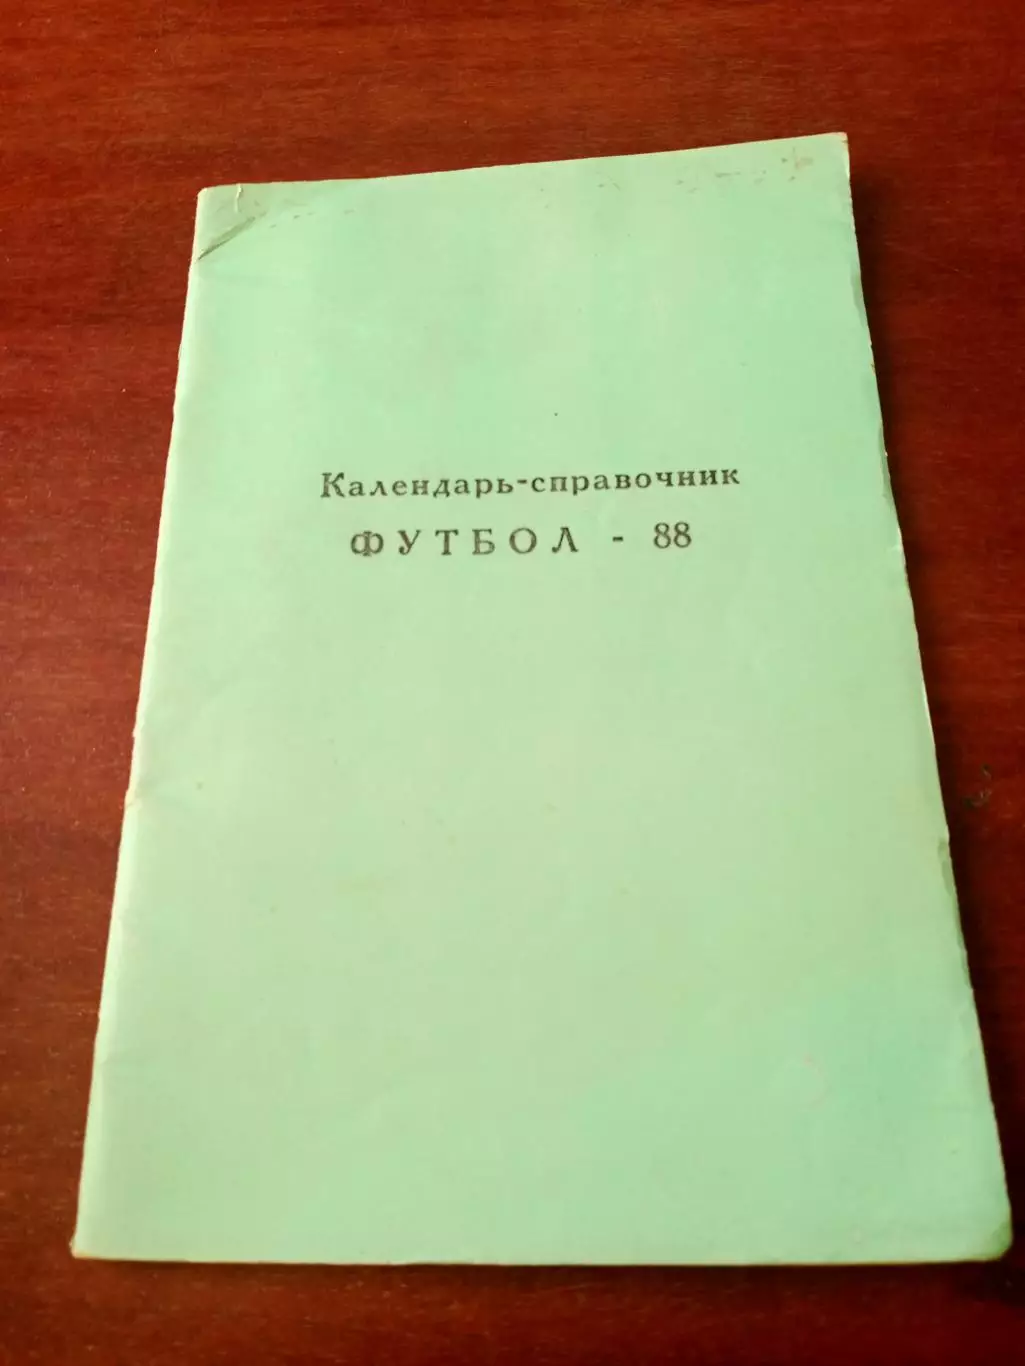 Календарь-справочник
ФУТБОЛ - 88